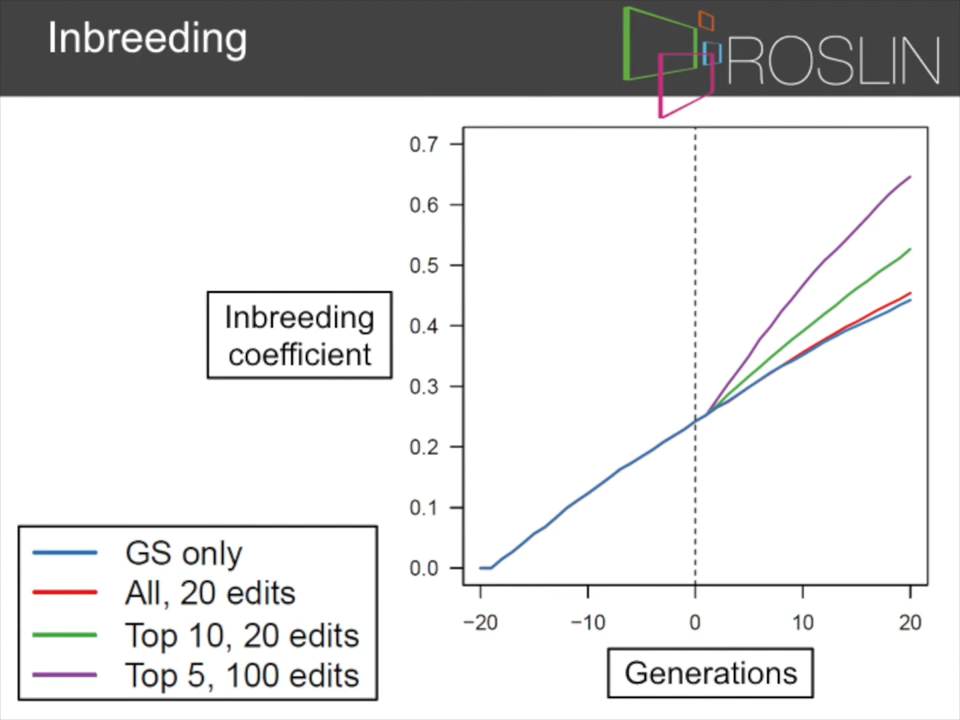 Inbreeding
ROSLIN
0.7
0.6
0.5
0.4
0.3
0.2
0.1
0.0
Inbreeding
coefficient
−20
−10
0
10
20
Generations
GS only
All, 20 edits
Top 10, 20 edits
Top 5, 100 edits